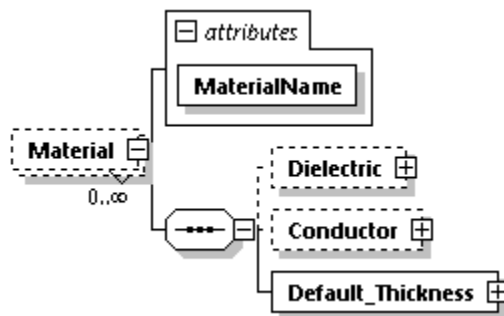 attributes
MaterialName
Material
0..∞
Dielectric
Conductor
Default_Thickness